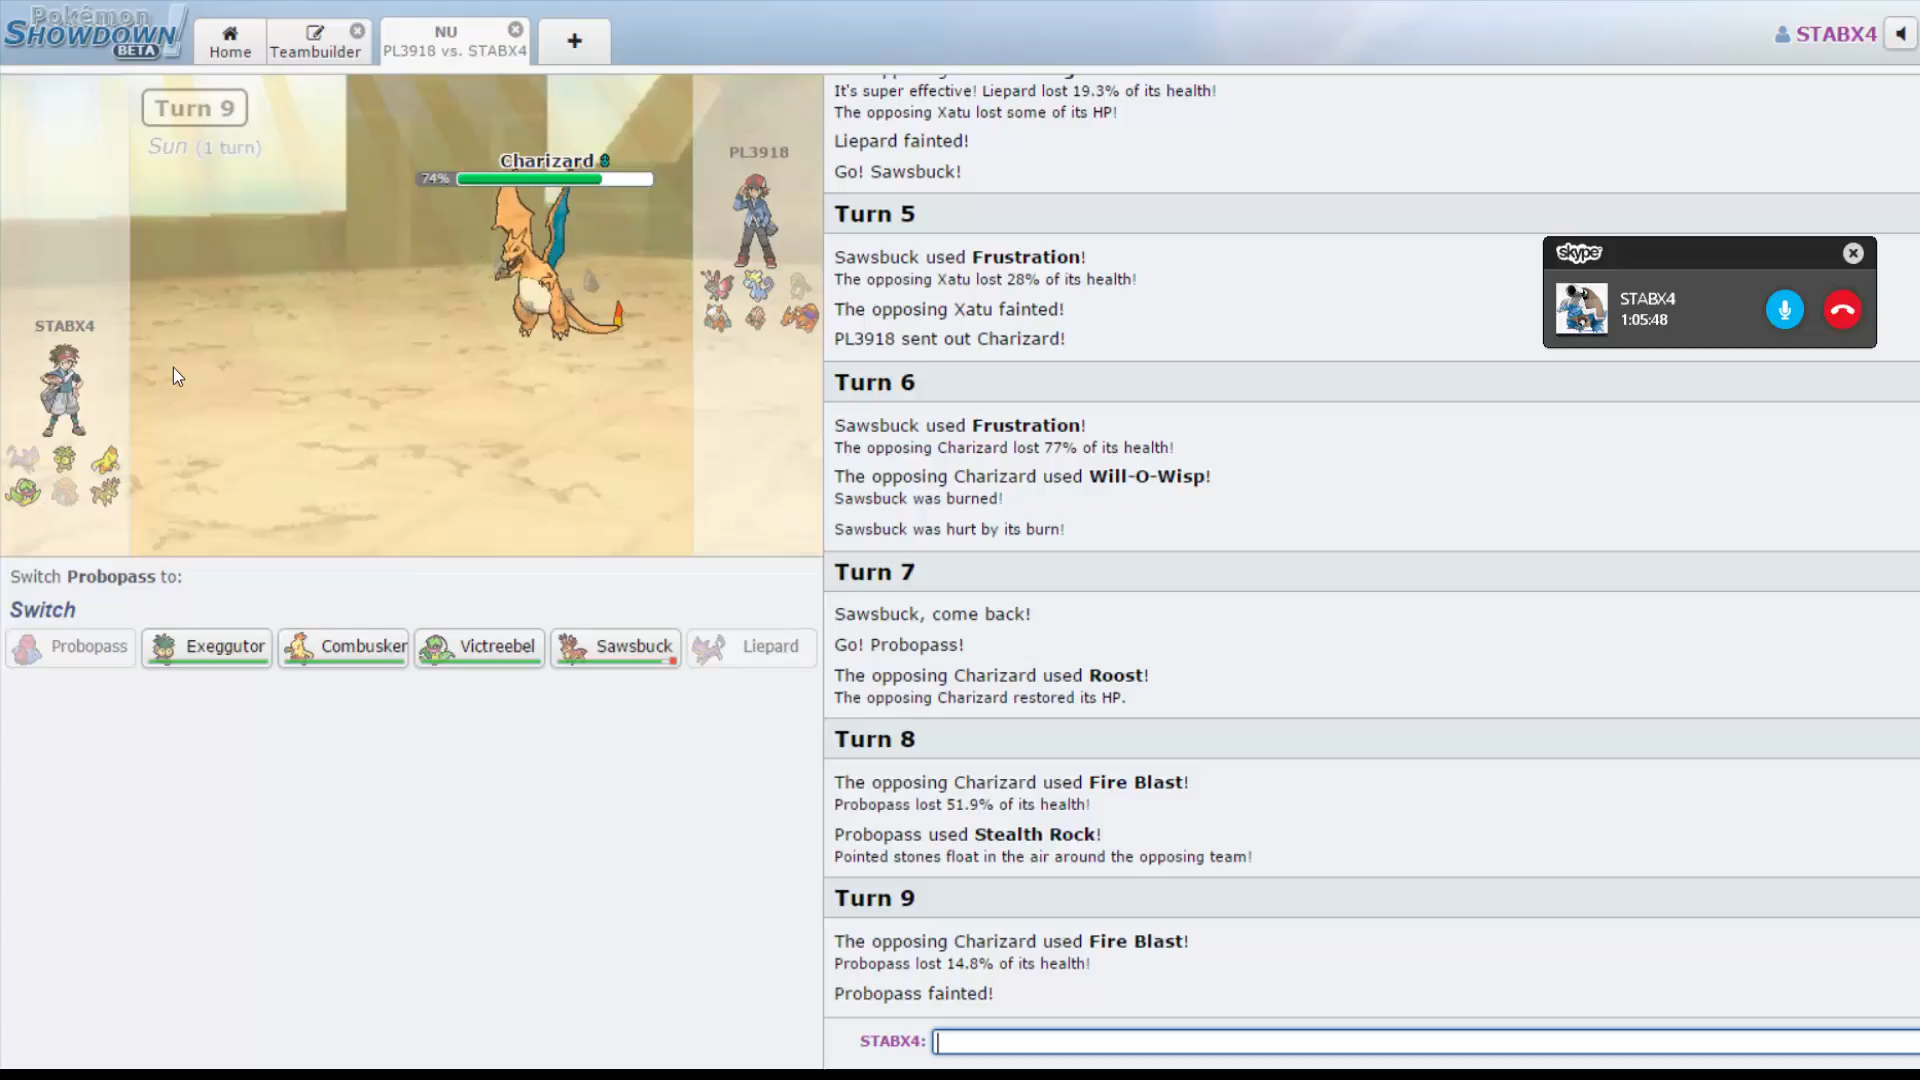 Pokémon
SHOWDOWN!
BETA
Home
Teambuilder
NU
PL3918 vs. STABX4
+
STABX4
Turn 9
Sun (1 turn)
Charizard
74%
PL3918
STABX4
Switch Probopass to:
Switch
Probopass
Exeggutor
Combusken
Victreebel
Sawsbuck
Liepard
It's super effective! Liepard lost 19.3% of its health!
The opposing Xatu lost some of its HP!
Liepard fainted!
Go! Sawsbuck!
Turn 5
Sawsbuck used Frustration!
The opposing Xatu lost 28% of its health!
The opposing Xatu fainted!
PL3918 sent out Charizard!
Turn 6
Sawsbuck used Frustration!
The opposing Charizard lost 77% of its health!
The opposing Charizard used Will-O-Wisp!
Sawsbuck was burned!
Sawsbuck was hurt by its burn!
Turn 7
Sawsbuck, come back!
Go! Probopass!
The opposing Charizard used Roost!
The opposing Charizard restored its HP.
Turn 8
The opposing Charizard used Fire Blast!
Probopass lost 51.9% of its health!
Probopass used Stealth Rock!
Pointed stones float in the air around the opposing team!
Turn 9
The opposing Charizard used Fire Blast!
Probopass lost 14.8% of its health!
Probopass fainted!
STABX4:
skype
STABX4
1:05:48